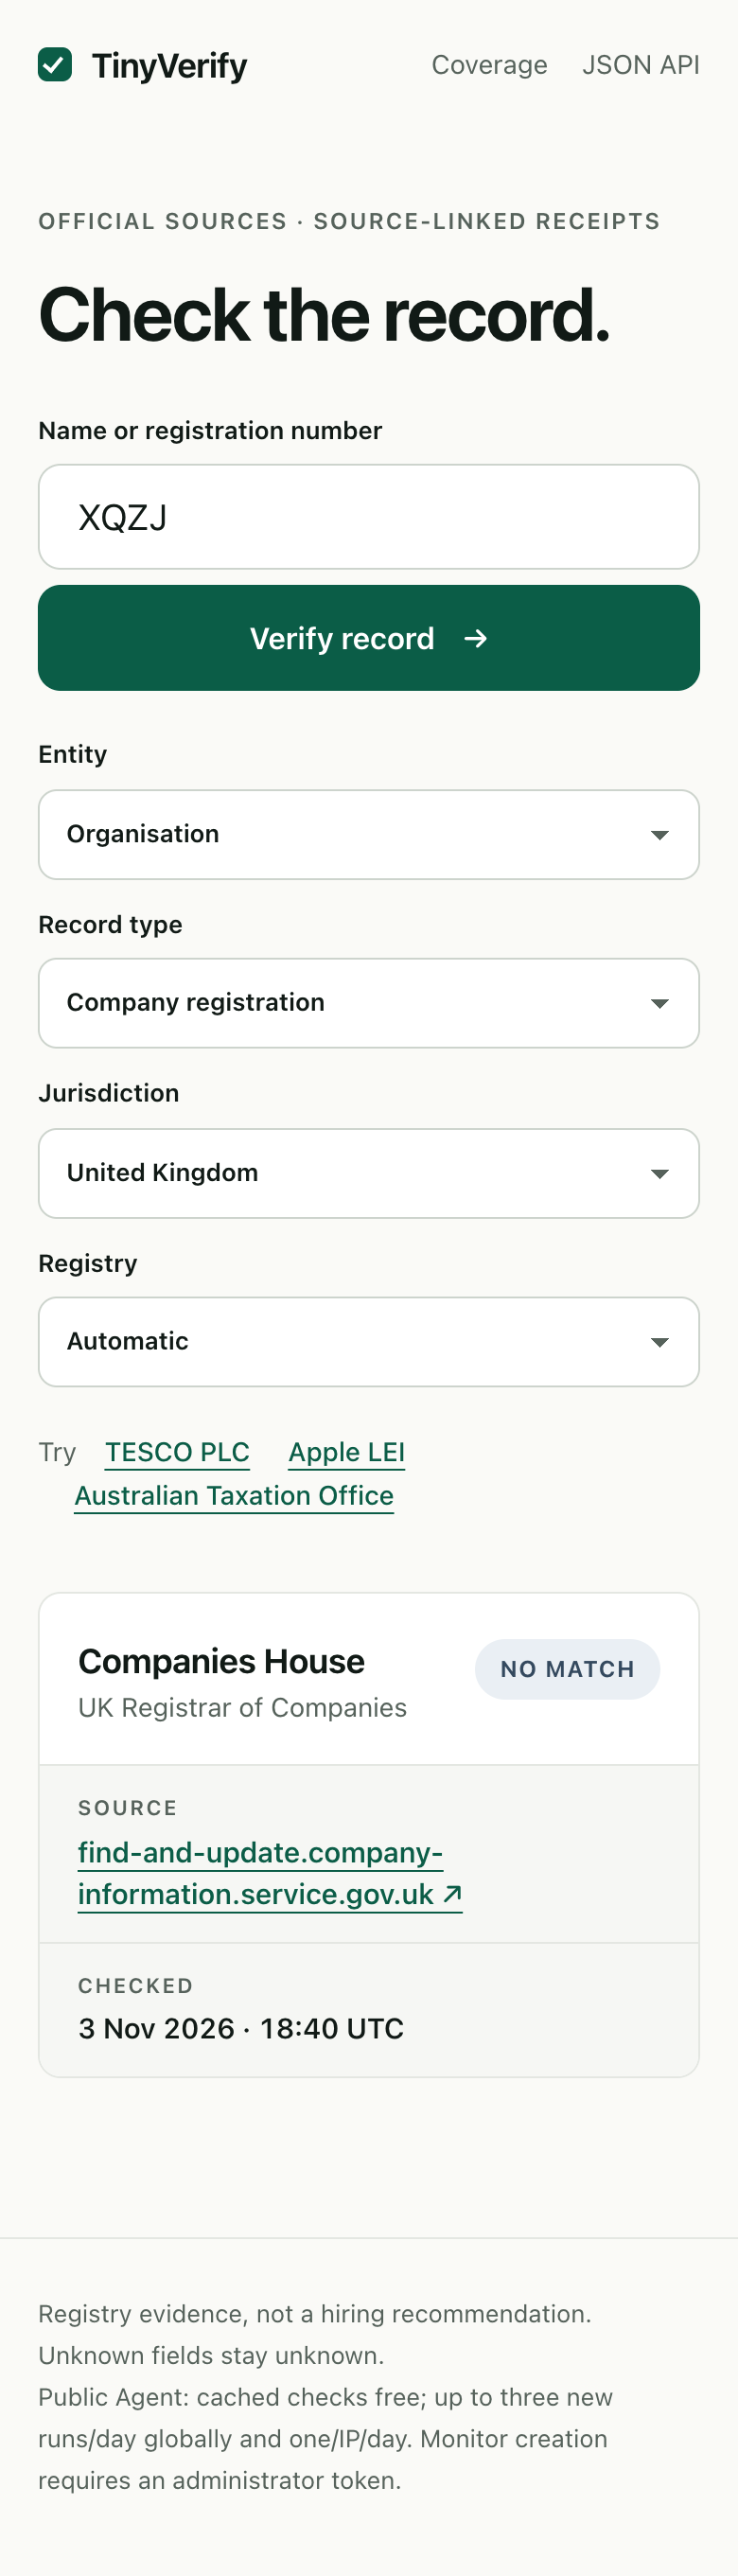 TinyVerify
Coverage JSON API
OFFICIAL SOURCES · SOURCE-LINKED RECEIPTS
Check the record.
Name or registration number
XQZJ
Verify record →
Entity
Organisation
Record type
Company registration
Jurisdiction
United Kingdom
Registry
Automatic
Try TESCO PLC Apple LEI
Australian Taxation Office
Companies House
NO MATCH
UK Registrar of Companies
SOURCE
find-and-update.company-
information.service.gov.uk ↗
CHECKED
3 Nov 2026 · 18:40 UTC
Registry evidence, not a hiring recommendation.
Unknown fields stay unknown.
Public Agent: cached checks free; up to three new
runs/day globally and one/IP/day. Monitor creation
requires an administrator token.